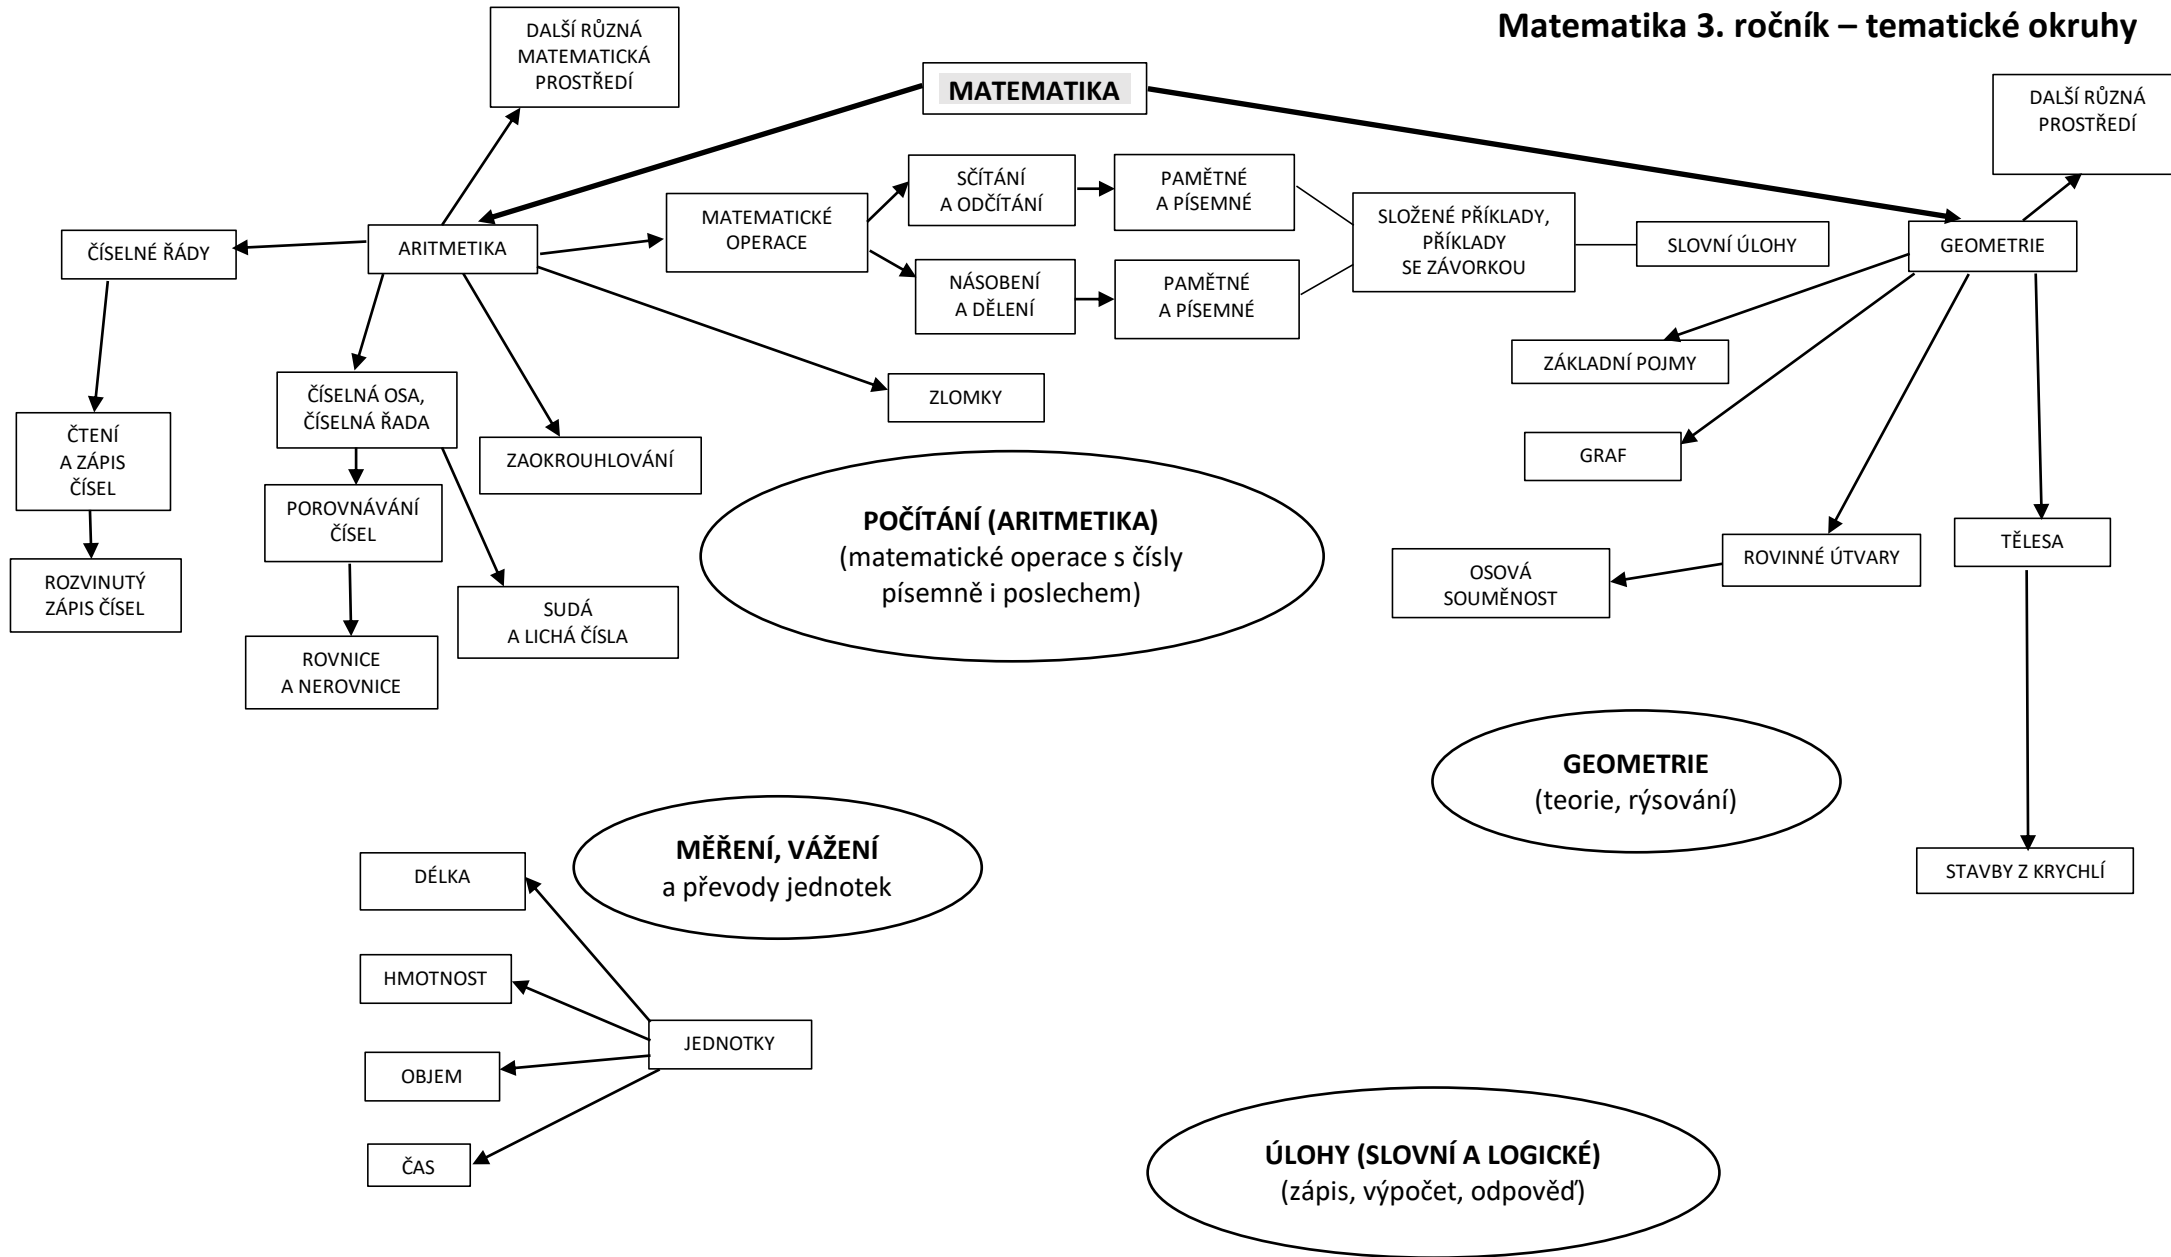 Matematika 3. ročník – tematické okruhy
DALŠÍ RŮZNÁ
MATEMATICKÁ
PROSTŘEDÍ
MATEMATIKA
DALŠÍ RŮZNÁ
PROSTŘEDÍ
SČÍTÁNÍ
A ODČÍTÁNÍ
PAMĚTNÉ
A PÍSEMNÉ
MATEMATICKÉ
OPERACE
SLOŽENÉ PŘÍKLADY,
PŘÍKLADY
SE ZÁVORKOU
SLOVNÍ ÚLOHY
GEOMETRIE
ČÍSELNÉ ŘÁDY
ARITMETIKA
NÁSOBENÍ
A DĚLENÍ
PAMĚTNÉ
A PÍSEMNÉ
ZÁKLADNÍ POJMY
ČÍSELNÁ OSA,
ČÍSELNÁ ŘADA
ZLOMKY
ČTENÍ
A ZÁPIS
ČÍSEL
ZAOKROUHLOVÁNÍ
GRAF
POROVNÁVÁNÍ
ČÍSEL
POČÍTÁNÍ (ARITMETIKA)
(matematické operace s čísly
písemně i poslechem)
TĚLESA
ROVINNÉ ÚTVARY
OSOVÁ
SOUMĚNOST
ROZVINUTÝ
ZÁPIS ČÍSEL
SUDÁ
A LICHÁ ČÍSLA
ROVNICE
A NEROVNICE
GEOMETRIE
(teorie, rýsování)
MĚŘENÍ, VÁŽENÍ
a převody jednotek
DÉLKA
STAVBY Z KRYCHLÍ
HMOTNOST
JEDNOTKY
OBJEM
ČAS
ÚLOHY (SLOVNÍ A LOGICKÉ)
(zápis, výpočet, odpověď)